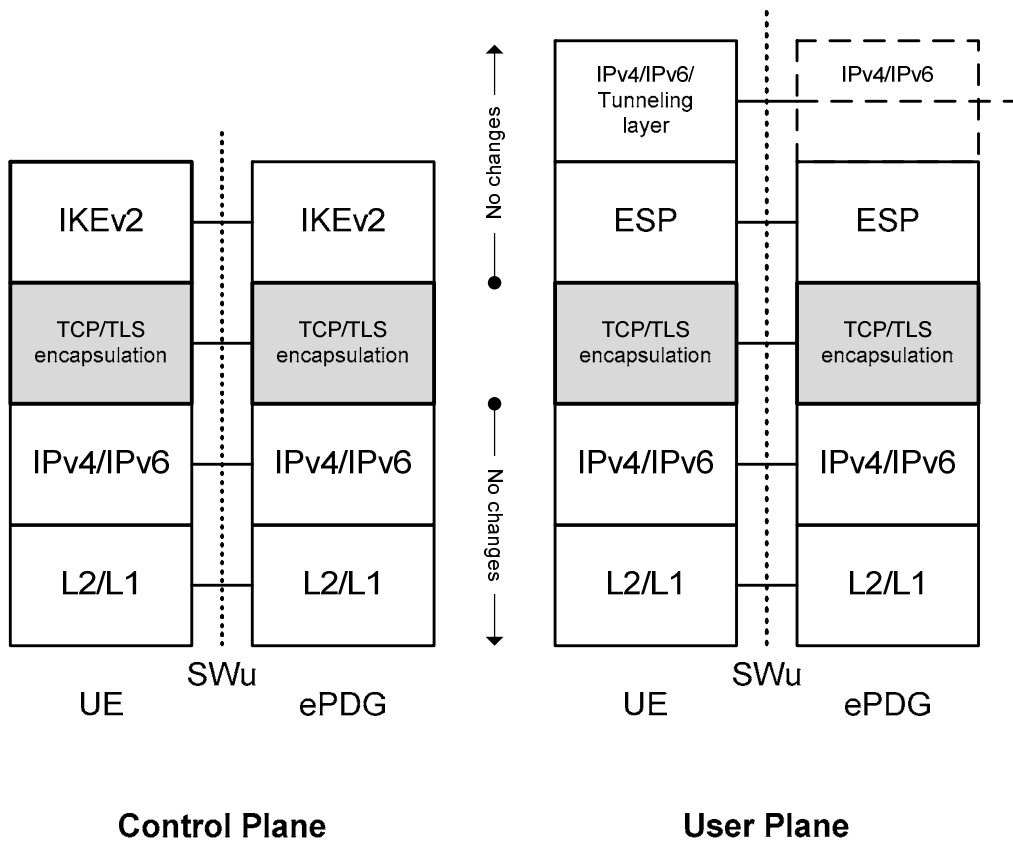 IKEv2
IKEv2
TCP/TLS
encapsulation
TCP/TLS
encapsulation
IPv4/IPv6
IPv4/IPv6
L2/L1
L2/L1
SWu
UE
ePDG
Control Plane
No changes
No changes
IPv4/IPv6/
Tunneling
layer
IPv4/IPv6
ESP
ESP
TCP/TLS
encapsulation
TCP/TLS
encapsulation
IPv4/IPv6
IPv4/IPv6
L2/L1
L2/L1
SWu
UE
ePDG
User Plane